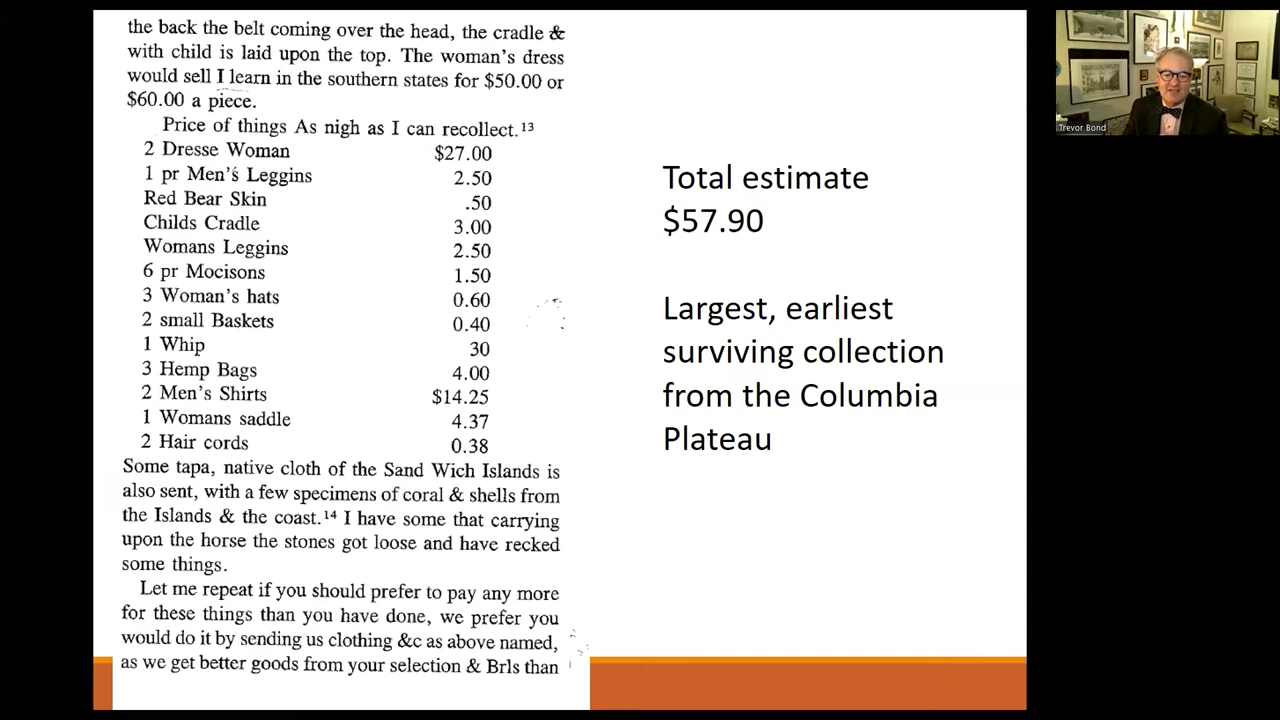 the back the belt coming over the head, the cradle &
with child is laid upon the top. The woman's dress
would sell I learn in the southern states for $50.00 or
$60.00 a piece.
Price of things As nigh as I can recollect.¹³
2 Dresse Woman $27.00
1 pr Men's Leggins 2.50
Red Bear Skin .50
Childs Cradle 3.00
Womans Leggins 2.50
6 pr Mocisons 1.50
3 Woman's hats 0.60
2 small Baskets 0.40
1 Whip 30
3 Hemp Bags 4.00
2 Men's Shirts $14.25
1 Womans saddle 4.37
2 Hair cords 0.38
Some tapa, native cloth of the Sand Wich Islands is
also sent, with a few specimens of coral & shells from
the Islands & the coast.¹⁴ I have some that carrying
upon the horse the stones got loose and have recked
some things.
Let me repeat if you should prefer to pay any more
for these things than you have done, we prefer you
would do it by sending us clothing &c as above named,
as we get better goods from your selection & Brls than
Total estimate
$57.90
Largest, earliest
surviving collection
from the Columbia
Plateau
Trevor Bond